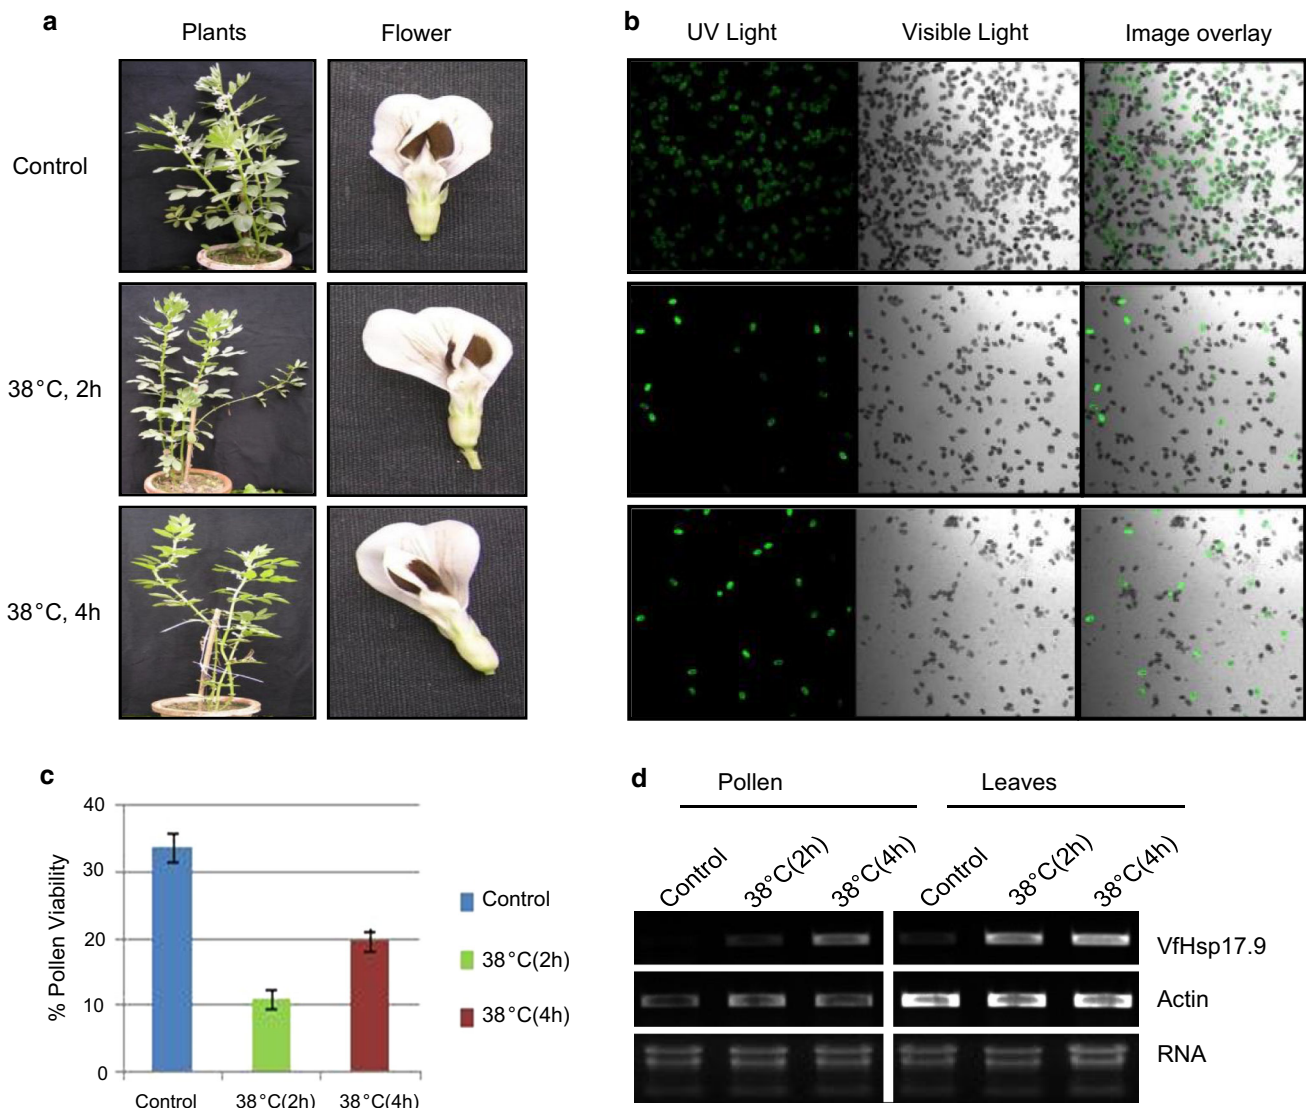 a
Plants
Flower
Control
38°C, 2h
38°C, 4h
b
UV Light
Visible Light
Image overlay
c
% Pollen Viability
40
30
20
10
0
Control
38°C(2h)
38°C(4h)
Control
38°C(2h)
38°C(4h)
d
Pollen
Leaves
Control
38°C(2h)
38°C(4h)
Control
38°C(2h)
38°C(4h)
VfHsp17.9
Actin
RNA